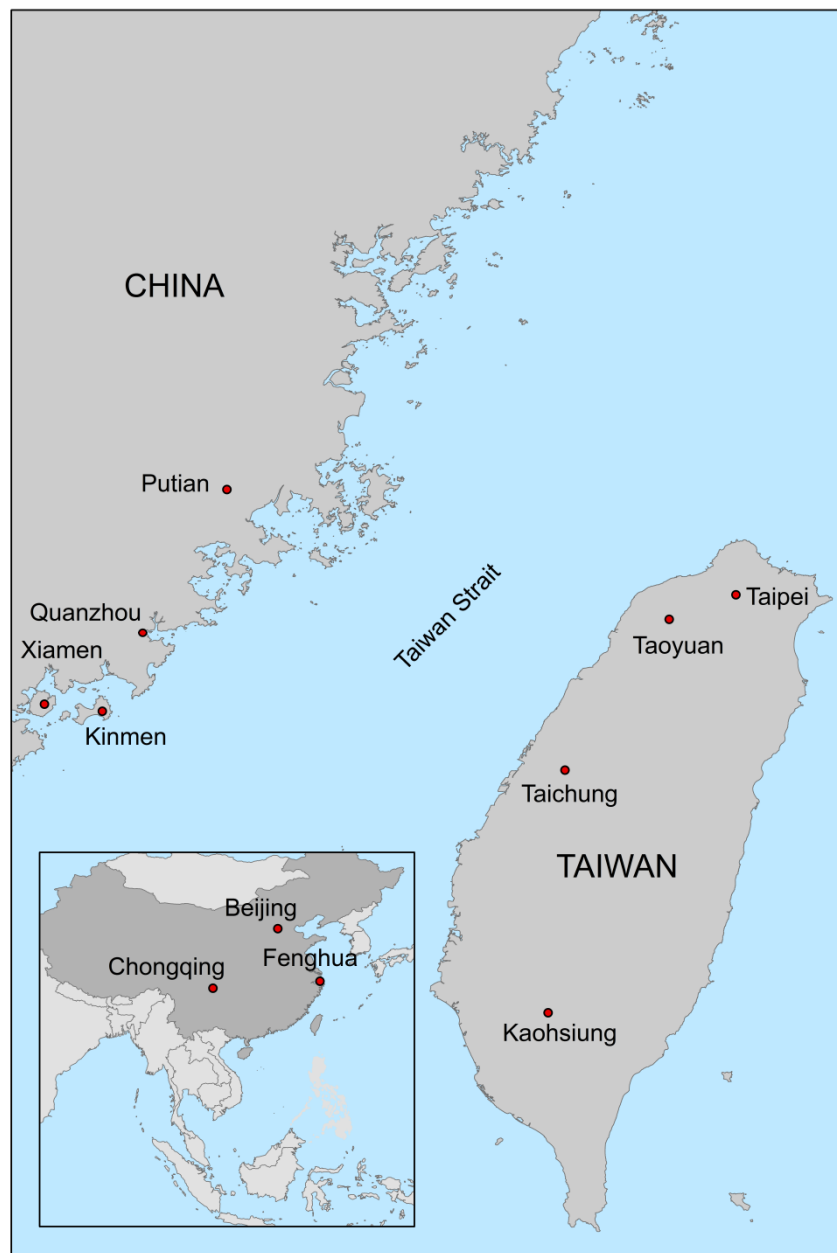 CHINA
Putian
Taiwan Strait
Quanzhou
Taipei
Xiamen
Taoyuan
Kinmen
Taichung
TAIWAN
Beijing
Fenghua
Chongqing
Kaohsiung